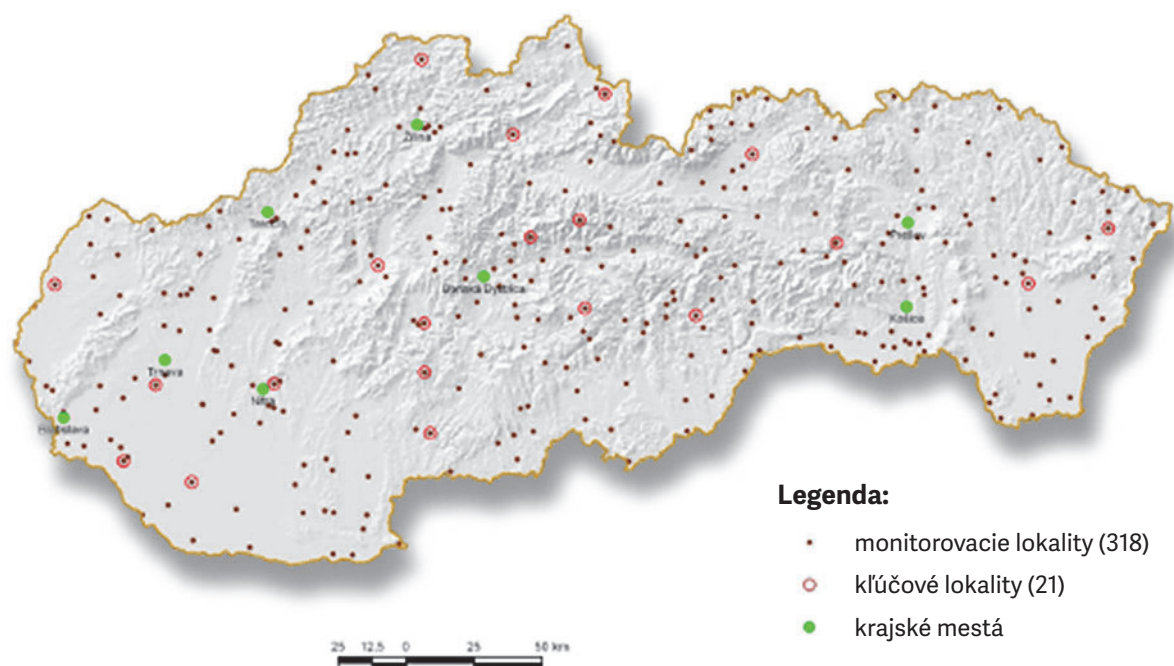 Žilina
Trenčín
Prešov
Banská Bystrica
Košice
Trnava
Nitra
Bratislava
Legenda:
monitorovacie lokality (318)
kľúčové lokality (21)
krajské mestá
25 12.5 0 25 50 km